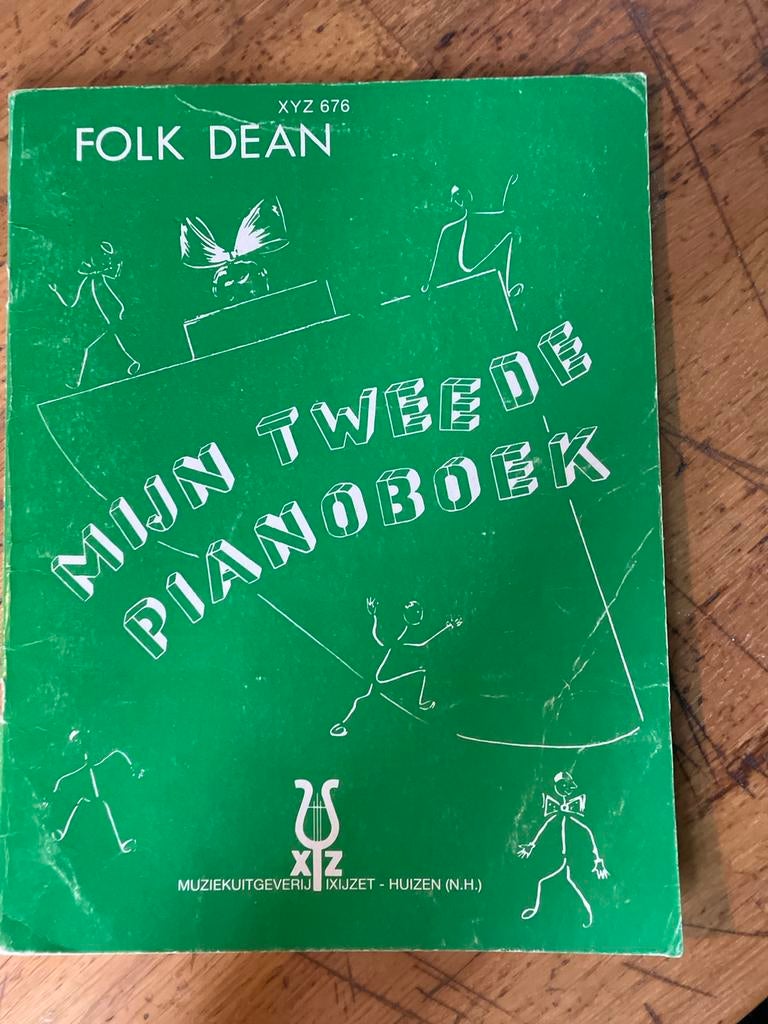 XYZ 676
FOLK DEAN
MIJN TWEEDE
PIANOBOEK
XYZ
MUZIEKUITGEVERIJ IXIJZET - HUIZEN (N.H.)